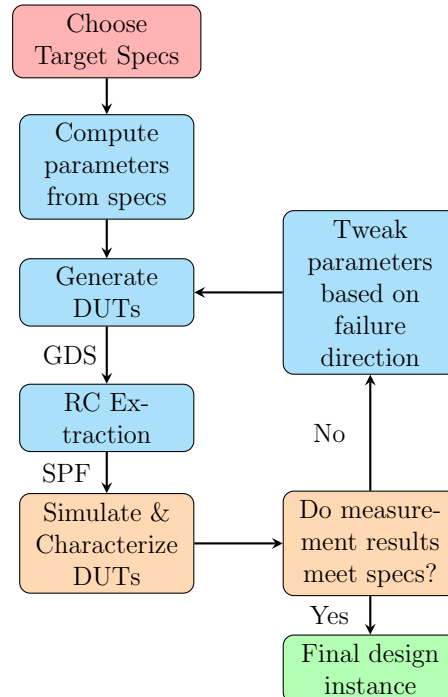 Choose
Target Specs
Compute
parameters
from specs
Generate
DUTs
GDS
RC Ex-
traction
SPF
Simulate &
Characterize
DUTs
Tweak
parameters
based on
failure
direction
No
Do measure-
ment results
meet specs?
Yes
Final design
instance